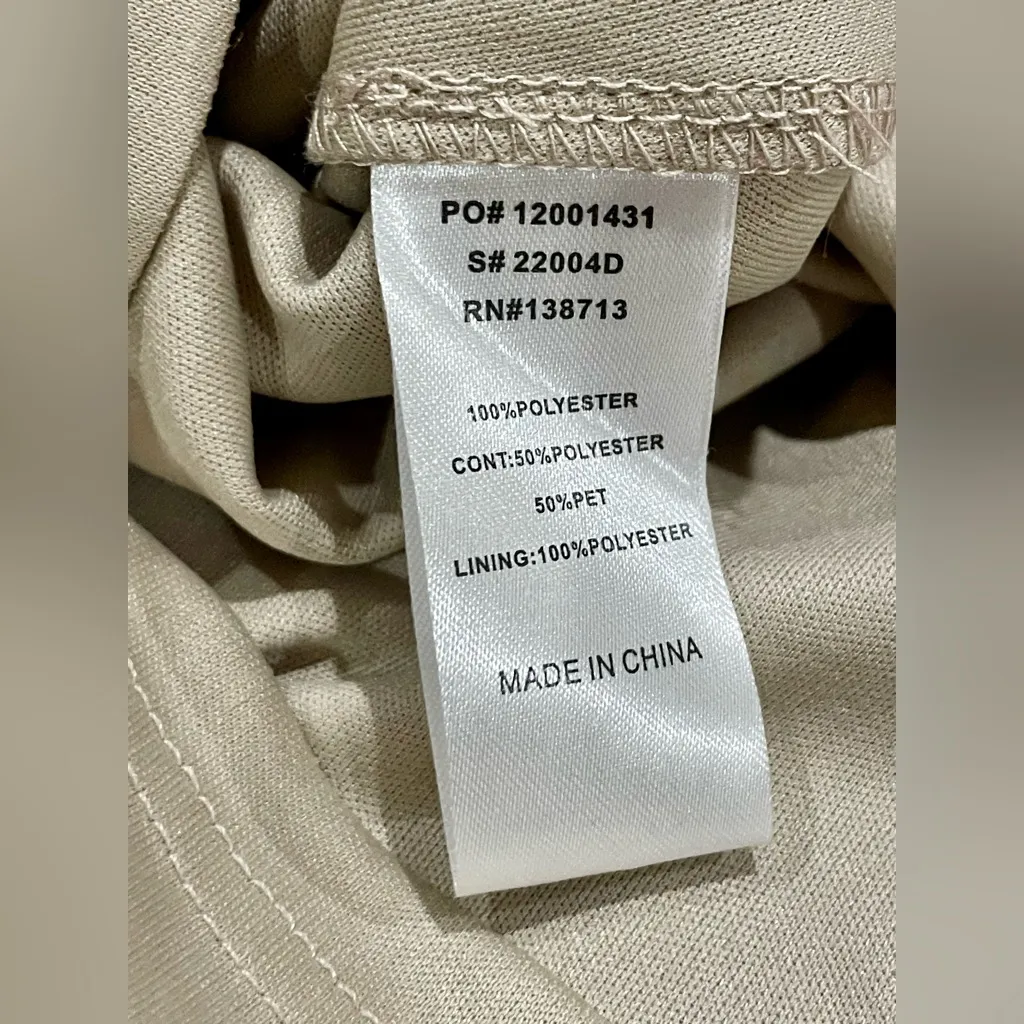 PO# 12001431
S# 22004D
RN#138713
100%POLYESTER
CONT:50%POLYESTER
50%PET
LINING:100%POLYESTER
MADE IN CHINA